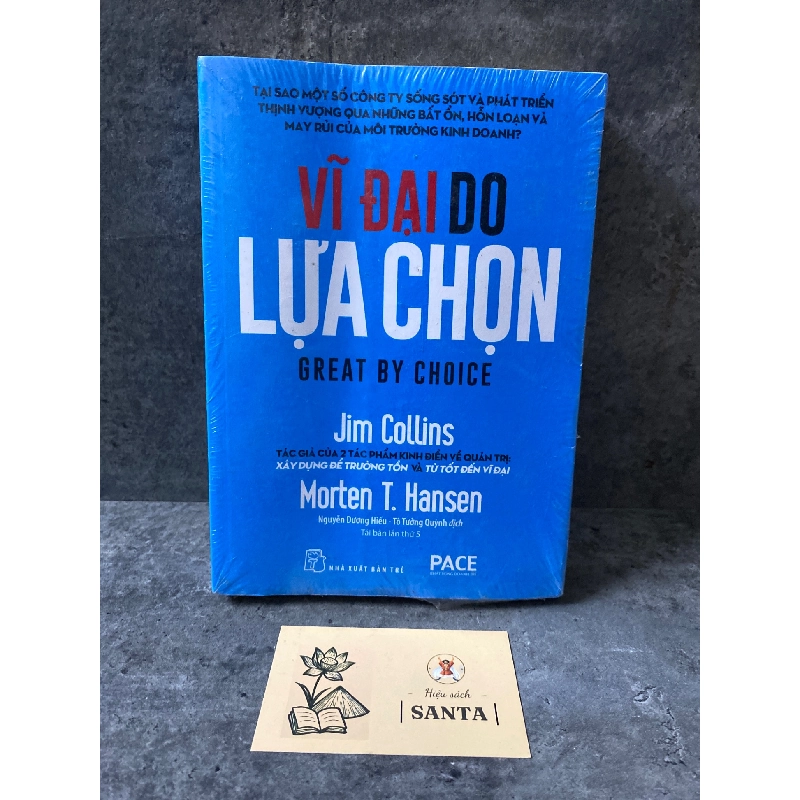 TẠI SAO MỘT SỐ CÔNG TY SỐNG SÓT VÀ PHÁT TRIỂN
THỊNH VƯỢNG QUA NHỮNG BẤT ỔN, HỖN LOẠN VÀ
MAY RỦI CỦA MÔI TRƯỜNG KINH DOANH?
VĨ ĐẠI DO
LỰA CHỌN
GREAT BY CHOICE
Jim Collins
TÁC GIẢ CỦA 2 TÁC PHẨM KINH ĐIỂN VỀ QUẢN TRỊ:
XÂY DỰNG ĐỂ TRƯỜNG TỒN VÀ TỪ TỐT ĐẾN VĨ ĐẠI
Morten T. Hansen
Nguyễn Dương Hiếu - Tô Tưởng Quỳnh dịch
Tái bản lần thứ 5
NHÀ XUẤT BẢN TRẺ
PACE
Hiệu sách
SANTA